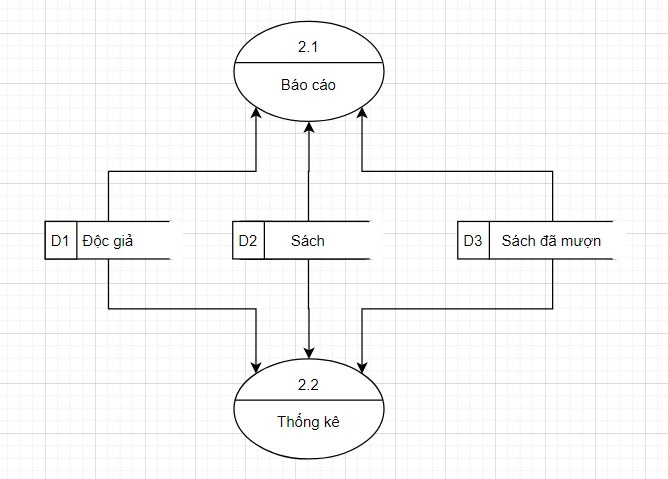 2.1
Báo cáo
D1 Độc giả
D2 Sách
D3 Sách đã mượn
2.2
Thống kê